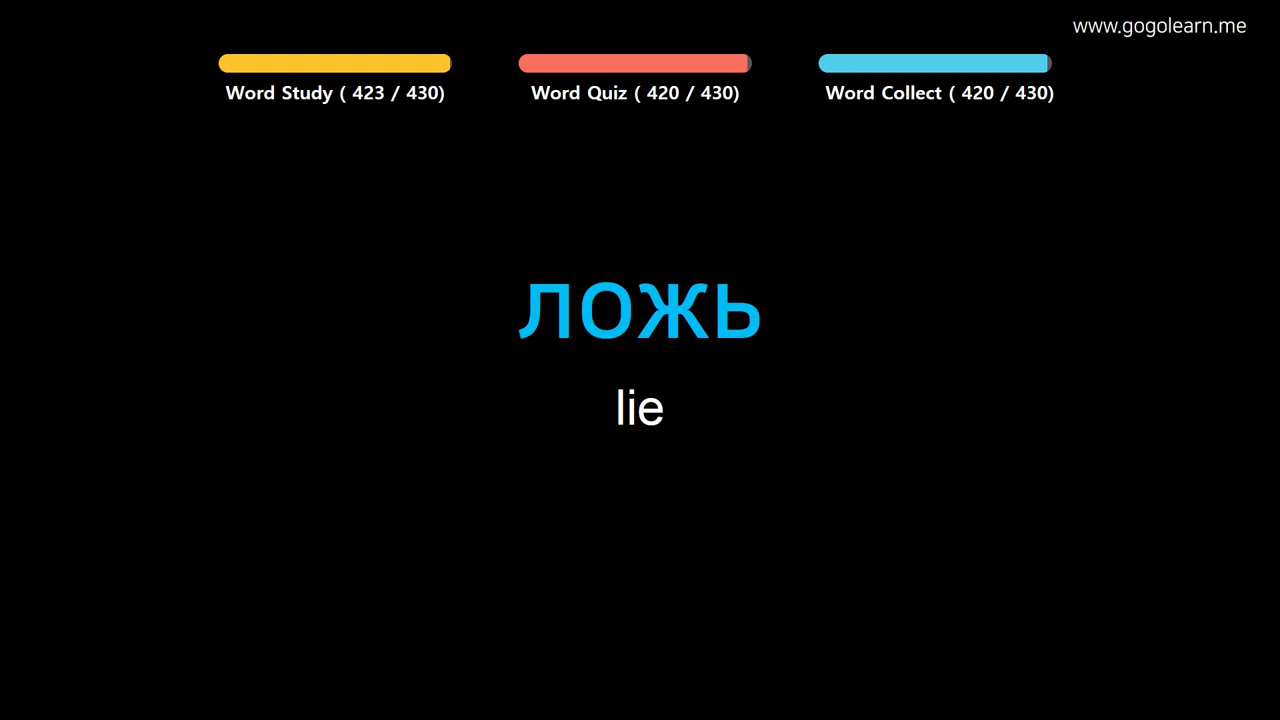 www.gogolearn.me
Word Study ( 423 / 430)
Word Quiz ( 420 / 430)
Word Collect ( 420 / 430)
ложь
lie